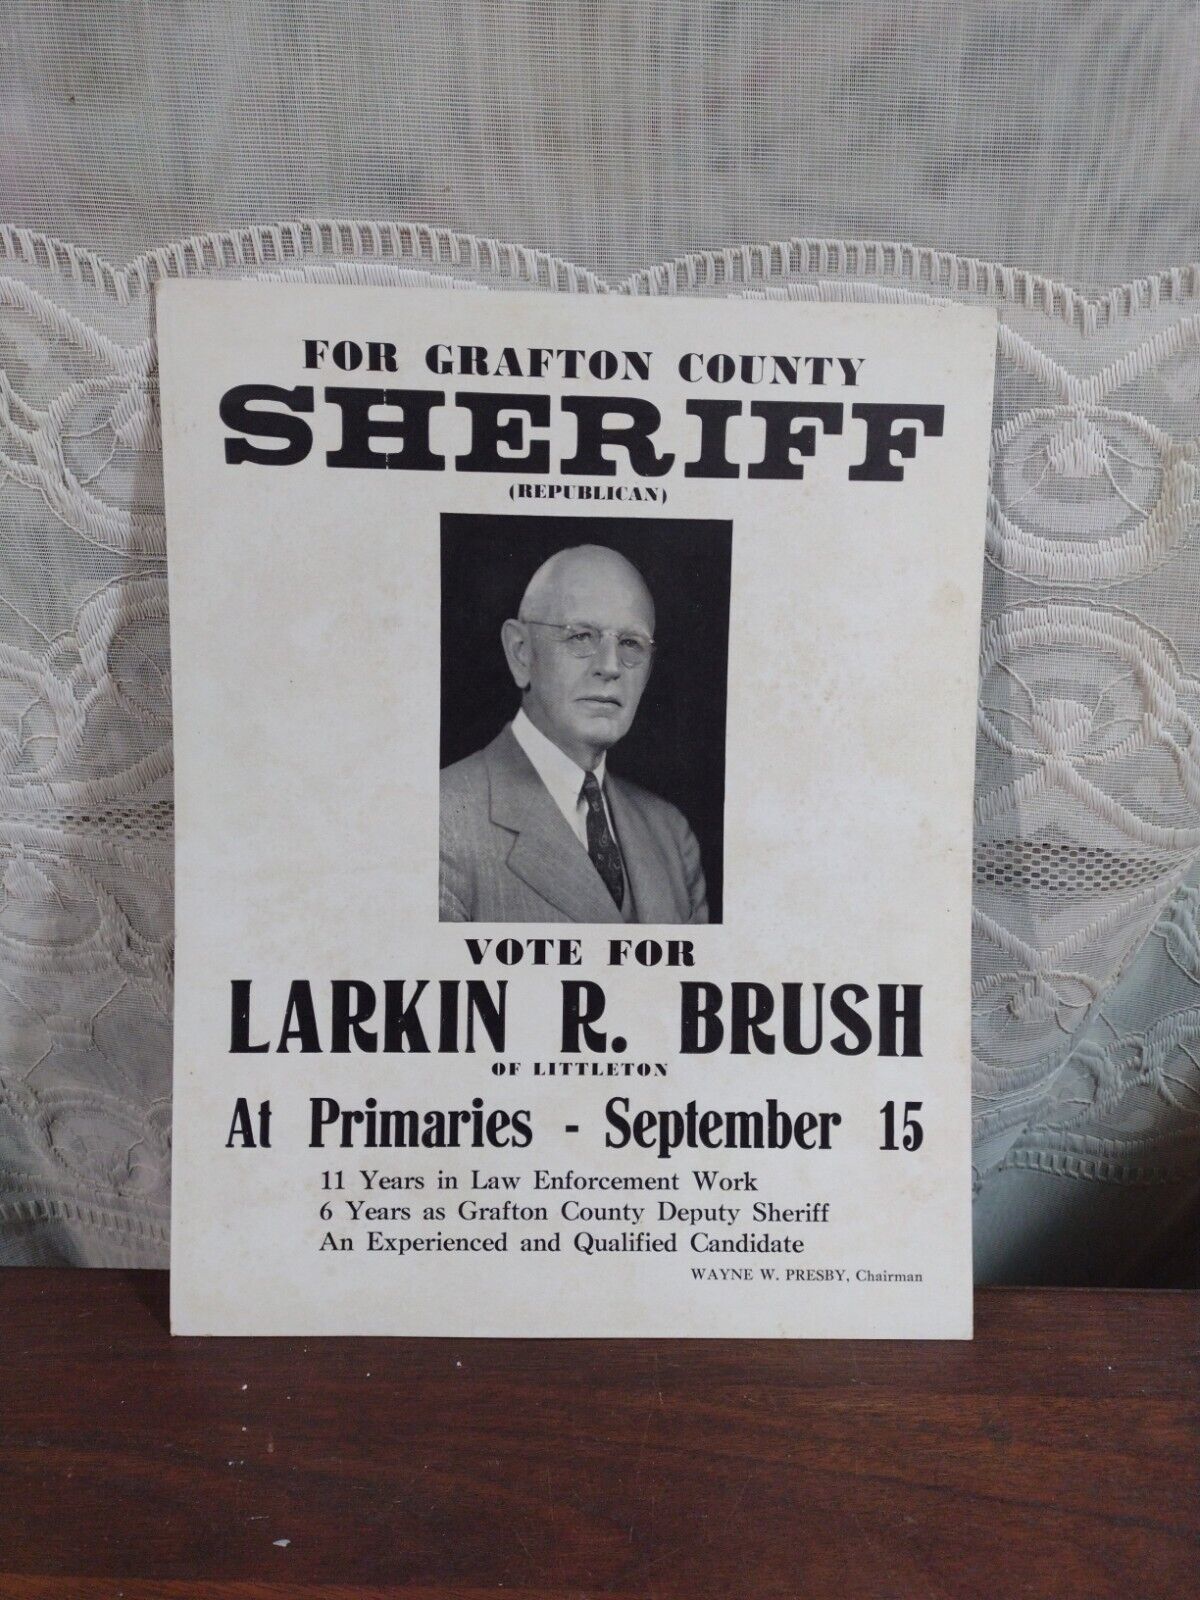 FOR GRAFTON COUNTY
SHERIFF
(REPUBLICAN)
VOTE FOR
LARKIN R. BRUSH
OF LITTLETON
At Primaries - September 15
11 Years in Law Enforcement Work
6 Years as Grafton County Deputy Sheriff
An Experienced and Qualified Candidate
WAYNE W. PRESBY, Chairman